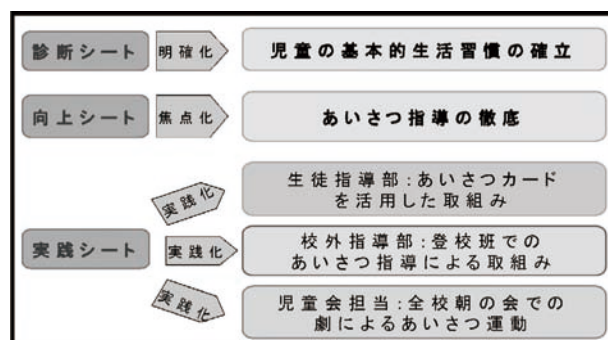 診断シート
明確化
児童の基本的生活習慣の確立
向上シート
焦点化
あいさつ指導の徹底
実践シート
実践化
生徒指導部：あいさつカード
を活用した取組み
実践化
校外指導部：登校班での
あいさつ指導による取組み
実践化
児童会担当：全校朝の会での
劇によるあいさつ運動